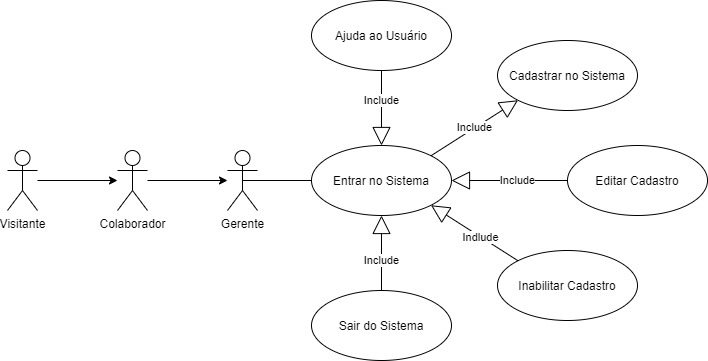 Ajuda ao Usuário
Cadastrar no Sistema
Include
Include
Entrar no Sistema
Include
Editar Cadastro
Visitante
Colaborador
Gerente
Indlude
Include
Inabilitar Cadastro
Sair do Sistema